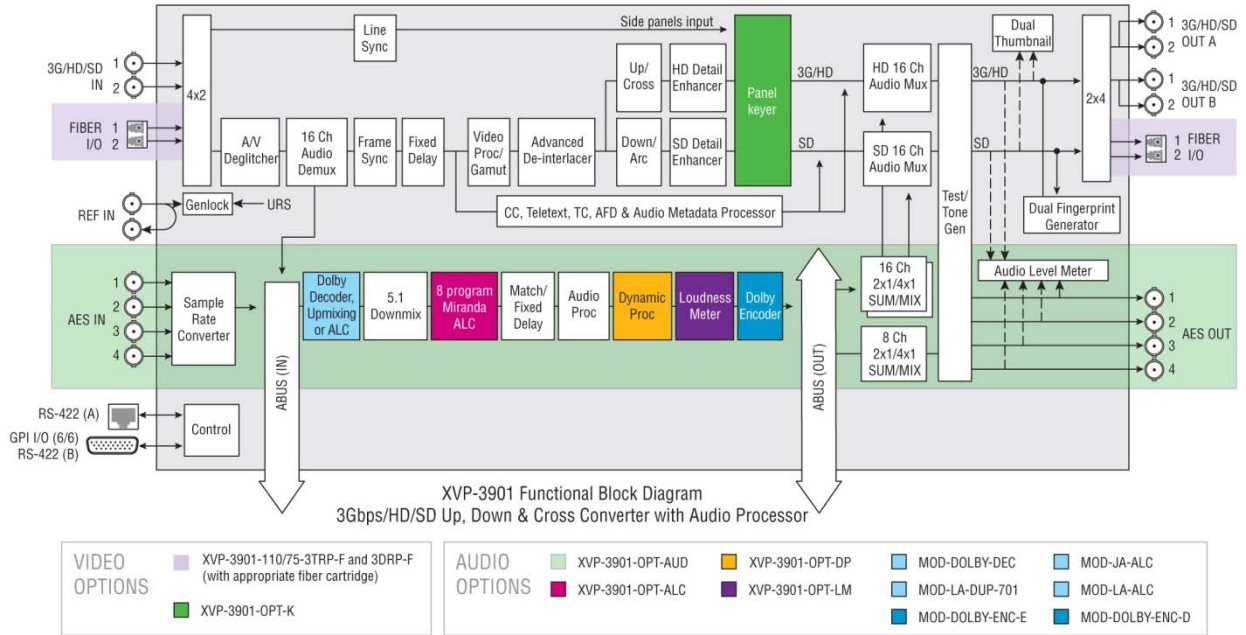 Side panels input
Line
Sync
Dual
Thumbnail
1 3G/HD/SD
2 OUT A
3G/HD/SD 1
IN 2
4x2
Up/
Cross
HD Detail
Enhancer
Panel
keyer
3G/HD
HD 16 Ch
Audio Mux
3G/HD
2x4
1 3G/HD/SD
2 OUT B
FIBER 1
I/O 2
A/V
Deglitcher
16 Ch
Audio
Demux
Frame
Sync
Fixed
Delay
Video
Proc/
Gamut
Advanced
De-interlacer
Down/
Arc
SD Detail
Enhancer
SD
SD 16 Ch
Audio Mux
SD
1 FIBER
2 I/O
REF IN
Genlock
URS
CC, Teletext, TC, AFD & Audio Metadata Processor
Test/
Tone
Gen
Dual Fingerprint
Generator
AES IN
1
2
3
4
Sample
Rate
Converter
ABUS (IN)
Dolby
Decoder,
Upmixing
or ALC
5.1
Downmix
8 program
Miranda
ALC
Match/
Fixed
Delay
Audio
Proc
Dynamic
Proc
Loudness
Meter
Dolby
Encoder
ABUS (OUT)
16 Ch
2x1/4x1
SUM/MIX
8 Ch
2x1/4x1
SUM/MIX
Audio Level Meter
1
2
3
4
AES OUT
RS-422 (A)
GPI I/O (6/6)
RS-422 (B)
Control
XVP-3901 Functional Block Diagram
3Gbps/HD/SD Up, Down & Cross Converter with Audio Processor
VIDEO
OPTIONS
XVP-3901-110/75-3TRP-F and 3DRP-F
(with appropriate fiber cartridge)
XVP-3901-OPT-K
AUDIO
OPTIONS
XVP-3901-OPT-AUD
XVP-3901-OPT-DP
MOD-DOLBY-DEC
MOD-JA-ALC
XVP-3901-OPT-ALC
XVP-3901-OPT-LM
MOD-LA-DUP-701
MOD-LA-ALC
MOD-DOLBY-ENC-E
MOD-DOLBY-ENC-D